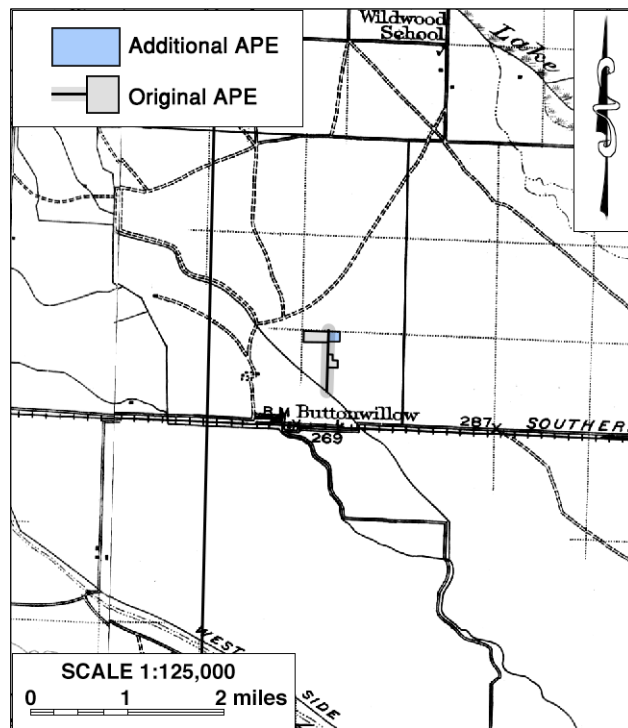 Additional APE
Original APE
Wildwood
School
Lake
B M
Buttonwillow
269
287
SOUTHER
WEST
SIDE
SCALE 1:125,000
0 1 2 miles